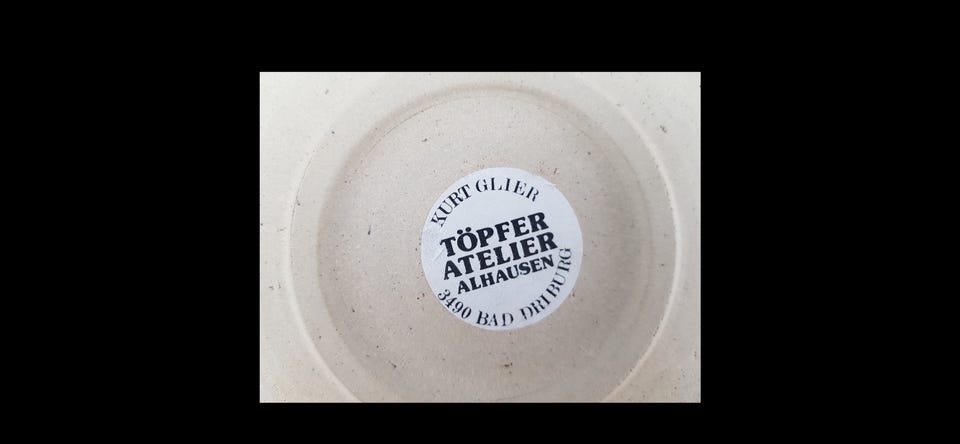 KURT GLIER
TÖPFER
ATELIER
ALHAUSEN
3490 BAD DRIBURG